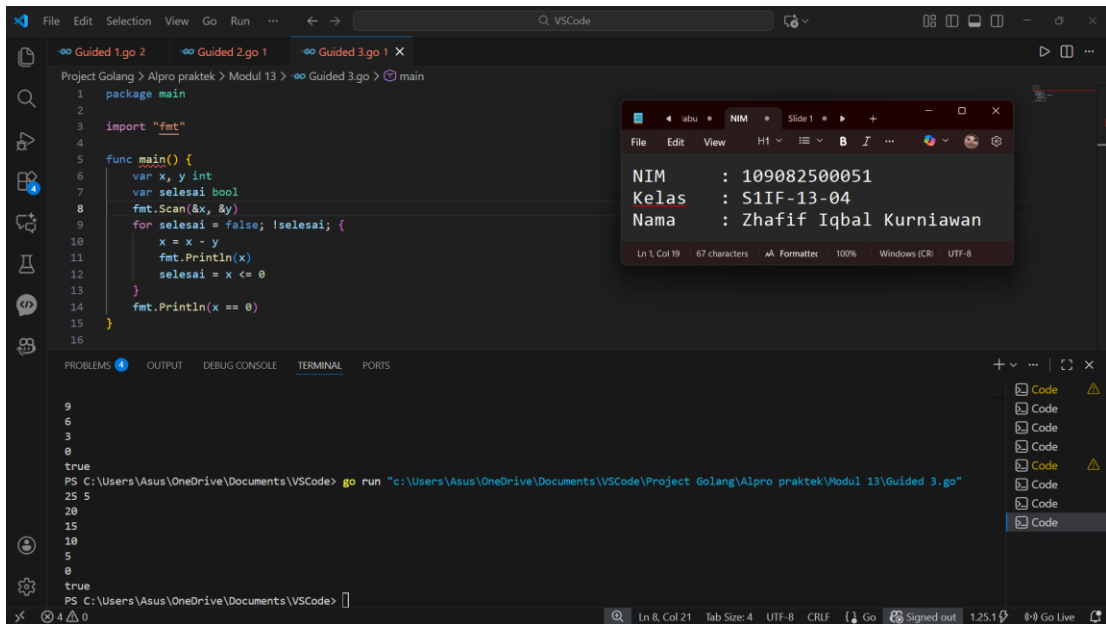 File Edit Selection View Go Run ... VSCode
Guided 1.go 2 Guided 2.go 1 Guided 3.go 1
Project Golang > Alpro praktek > Modul 13 > Guided 3.go > main
1 package main
2
3 import "fmt"
4
5 func main() {
6 var x, y int
7 var selesai bool
8 fmt.Scan(&x, &y)
9 for selesai = false; !selesai; {
10 x = x - y
11 fmt.Println(x)
12 selesai = x <= 0
13 }
14 fmt.Println(x == 0)
15 }
16
abu NIM Slide 1 +
File Edit View H1 B I ...
NIM : 109082500051
Kelas : S1IF-13-04
Nama : Zhafif Iqbal Kurniawan
Ln 1, Col 19 67 characters Formattec 100% Windows (CRl UTF-8
PROBLEMS 4 OUTPUT DEBUG CONSOLE TERMINAL PORTS
9
6
3
0
true
PS C:\Users\Asus\OneDrive\Documents\VSCode> go run "c:\Users\Asus\OneDrive\Documents\VSCode\Project Golang\Alpro praktek\Modul 13\Guided 3.go"
25 5
20
15
10
5
0
true
PS C:\Users\Asus\OneDrive\Documents\VSCode>
Code
Code
Code
Code
Code
Code
Code
Code
4
4 0 Ln 8, Col 21 Tab Size: 4 UTF-8 CRLF Go Signed out 1.25.1 Go Live